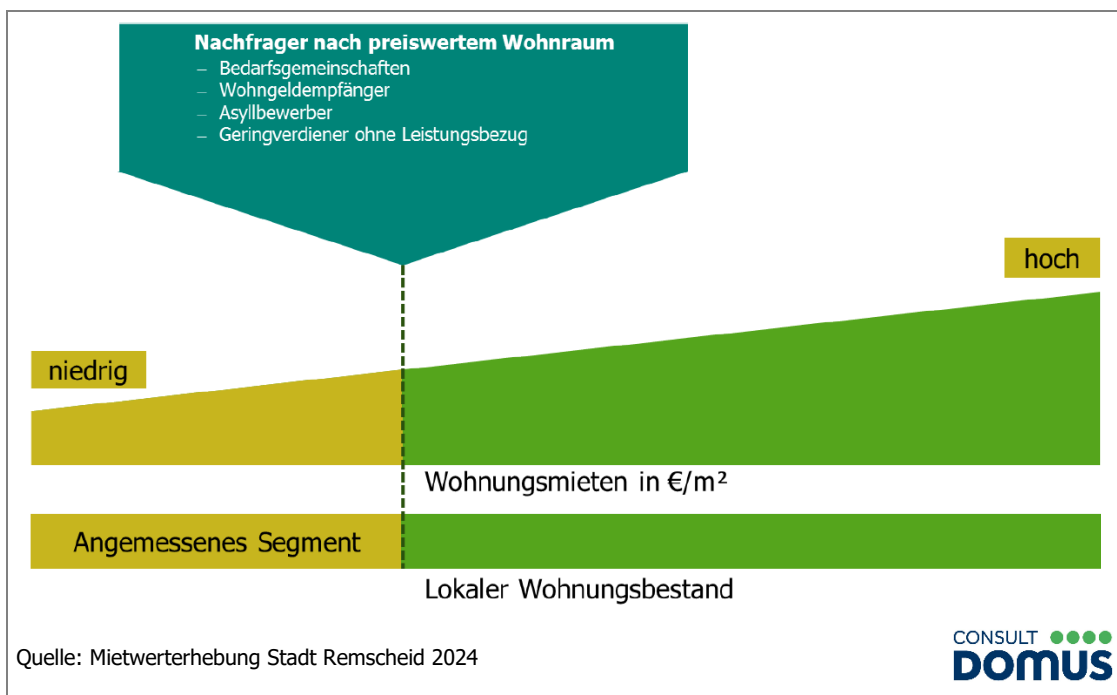 Nachfrager nach preiswertem Wohnraum
– Bedarfsgemeinschaften
– Wohngeldempfänger
– Asyllbewerber
– Geringverdiener ohne Leistungsbezug
hoch
niedrig
Wohnungsmieten in €/m²
Angemessenes Segment
Lokaler Wohnungsbestand
Quelle: Mietwerterhebung Stadt Remscheid 2024
CONSULT
DOMUS